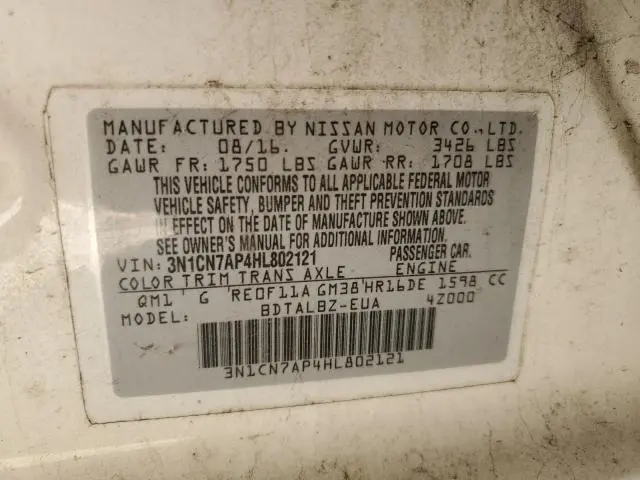 MANUFACTURED BY NISSAN MOTOR CO., LTD.
DATE: 08/16. GVWR: 3426 LBS
GAWR FR: 1750 LBS GAWR RR: 1708 LBS
THIS VEHICLE CONFORMS TO ALL APPLICABLE FEDERAL MOTOR
VEHICLE SAFETY, BUMPER AND THEFT PREVENTION STANDARDS
IN EFFECT ON THE DATE OF MANUFACTURE SHOWN ABOVE.
SEE OWNER'S MANUAL FOR ADDITIONAL INFORMATION.
VIN: 3N1CN7AP4HL802121 PASSENGER CAR.
COLOR TRIM TRANS AXLE ENGINE
QM1 G RE0F11A GM38 HR16DE 1598 CC
MODEL: BDTALBZ-EUA 4Z000
3N1CN7AP4HL802121